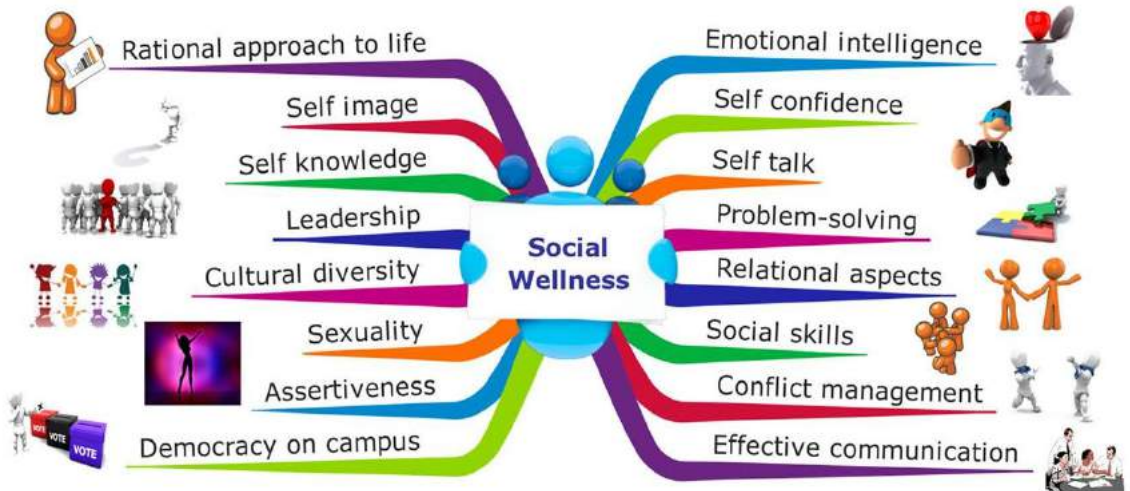 Rational approach to life
Self image
Self knowledge
Leadership
Cultural diversity
Sexuality
Assertiveness
Democracy on campus
Social
Wellness
Emotional intelligence
Self confidence
Self talk
Problem-solving
Relational aspects
Social skills
Conflict management
Effective communication
VOTE
VOTE
VOTE